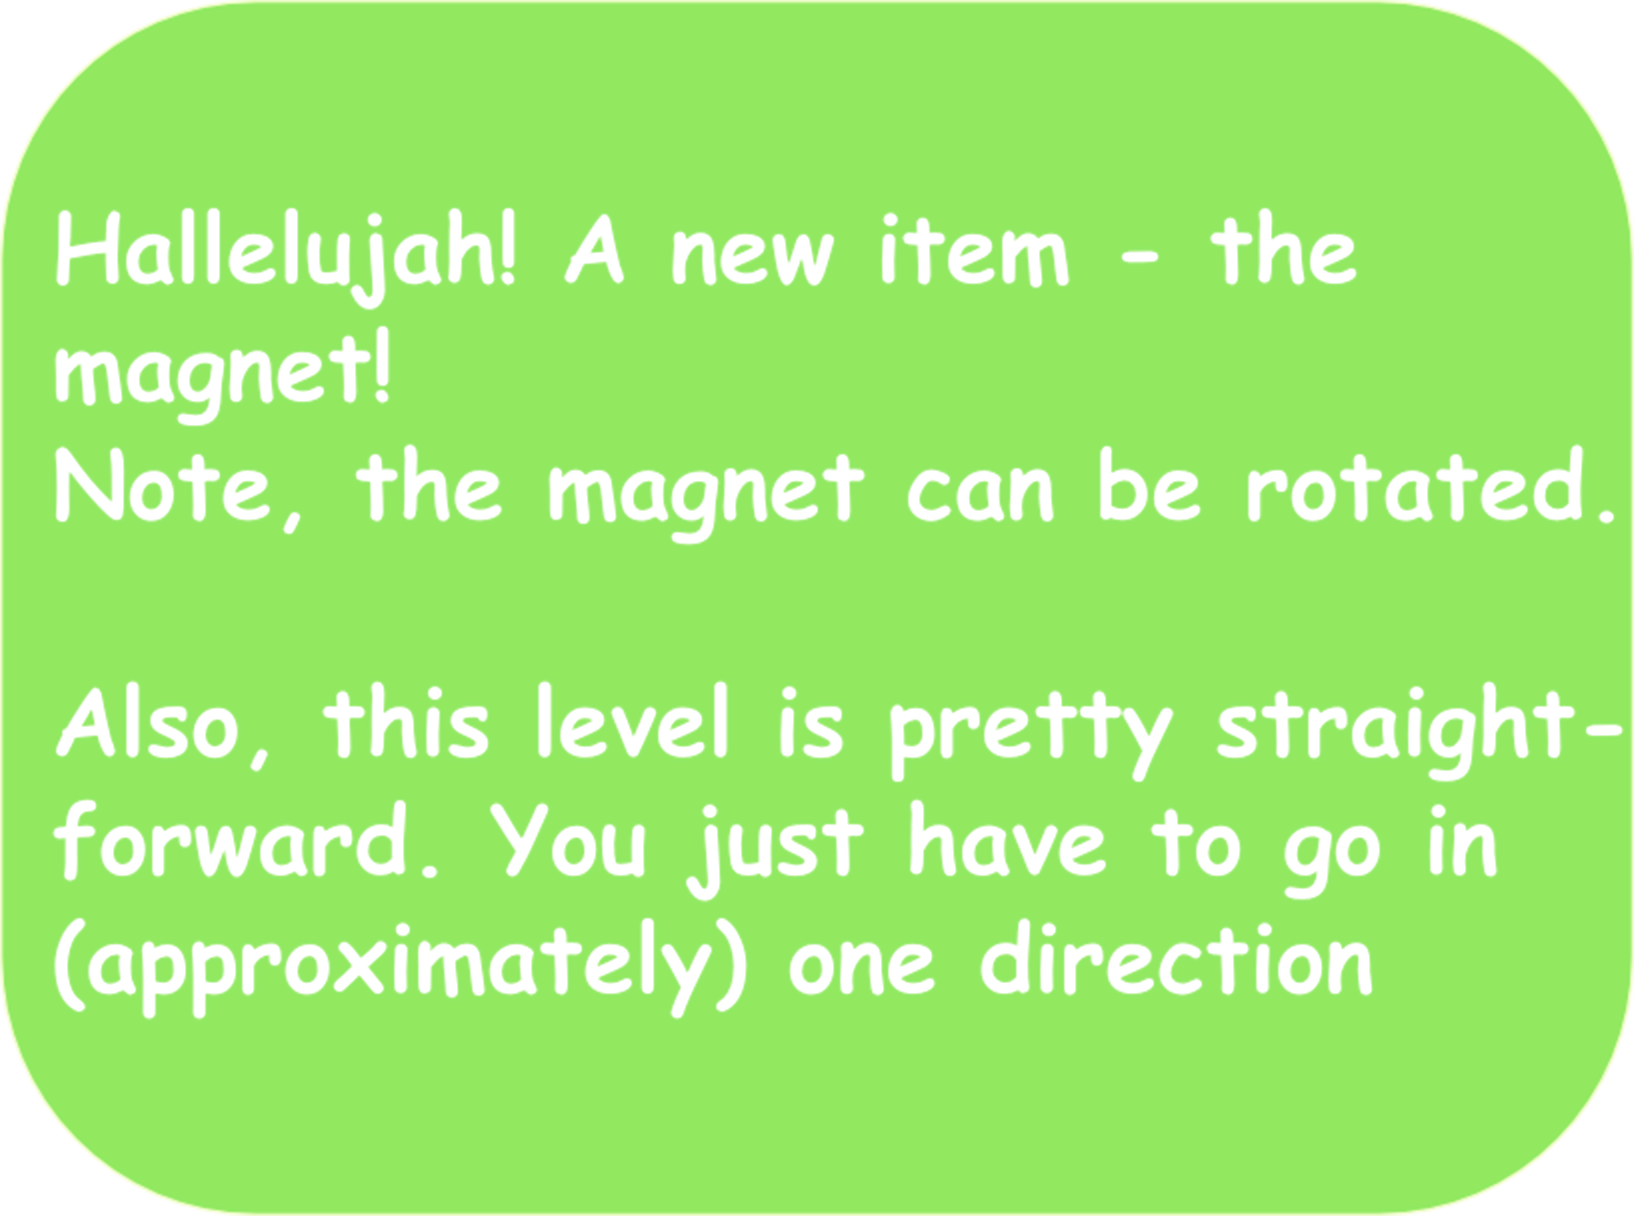 Hallelujah! A new item - the
magnet!
Note, the magnet can be rotated.
Also, this level is pretty straight-
forward. You just have to go in
(approximately) one direction